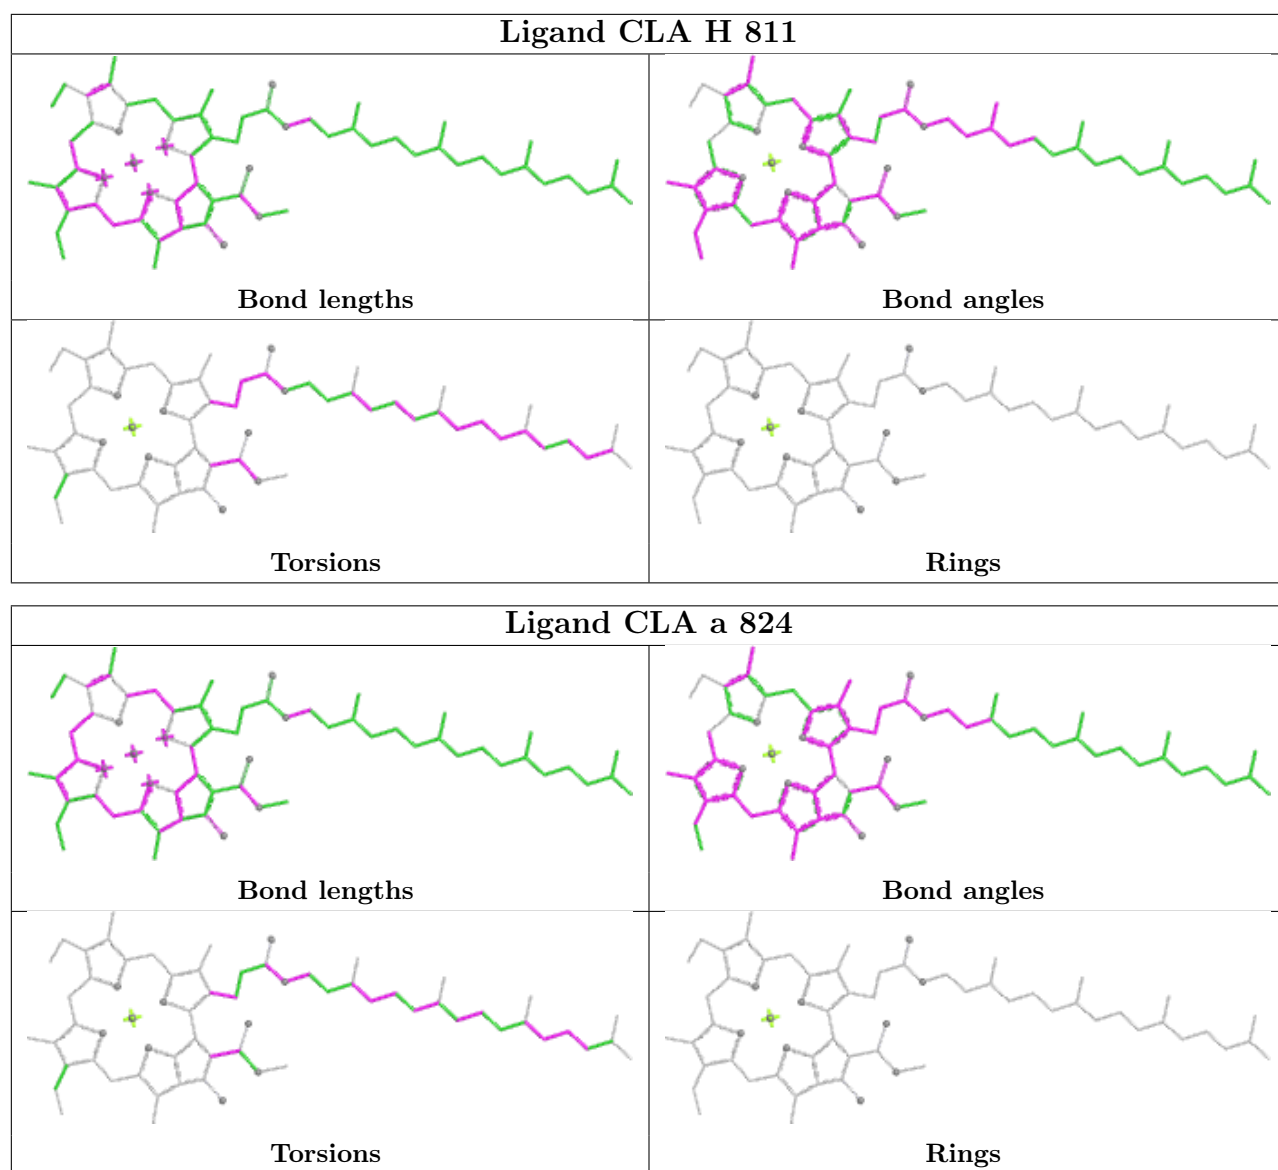 Ligand CLA H 811
Bond lengths
Bond angles
Torsions
Rings
Ligand CLA a 824
Bond lengths
Bond angles
Torsions
Rings